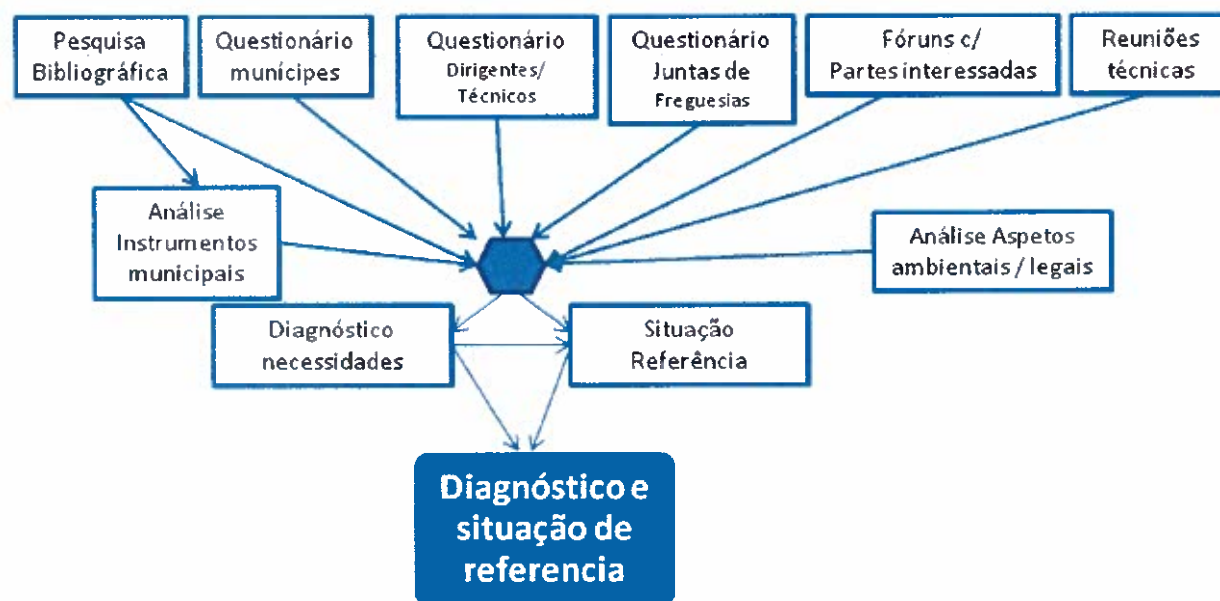 Pesquisa
Bibliográfica
Questionário
munícipes
Questionário
Dirigentes/
Técnicos
Questionário
Juntas de
Freguesias
Fóruns c/
Partes interessadas
Reuniões
técnicas
Análise
Instrumentos
municipais
Análise Aspetos
ambientais / legais
Diagnóstico
necessidades
Situação
Referência
Diagnóstico e
situação de
referencia